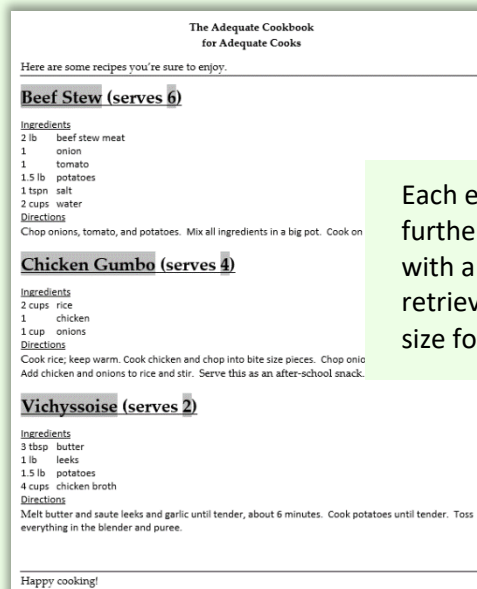 The Adequate Cookbook
for Adequate Cooks
Here are some recipes you're sure to enjoy.
Beef Stew (serves 6)
Ingredients
2 lb beef stew meat
1 onion
1 tomato
1.5 lb potatoes
1 tspn salt
2 cups water
Directions
Chop onions, tomato, and potatoes. Mix all ingredients in a big pot. Cook on
Chicken Gumbo (serves 4)
Ingredients
2 cups rice
1 chicken
1 cup onions
Directions
Cook rice; keep warm. Cook chicken and chop into bite size pieces. Chop
Add chicken and onions to rice and stir. Serve this as an after-school snack.
Vichyssoise (serves 2)
Ingredients
3 tbsp butter
1 lb leeks
1.5 lb potatoes
4 cups chicken broth
Directions
Melt butter and saute leeks and garlic until tender, about 6 minutes. Cook potatoes until tender. Toss
everything in the blender and puree.
Happy cooking!
Each
with a
size